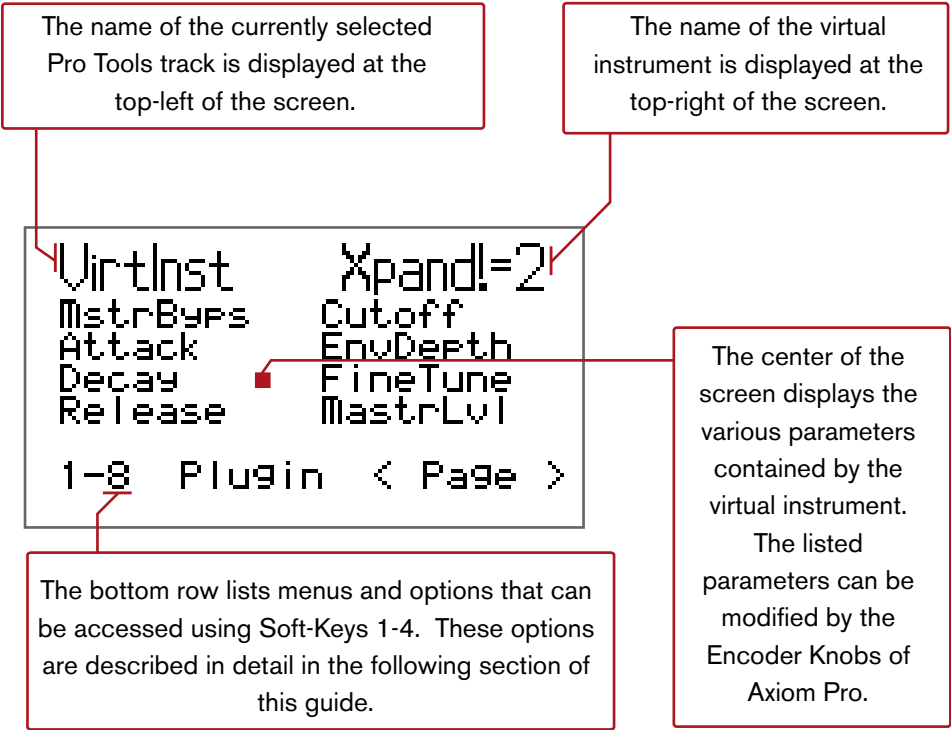 The name of the currently selected
Pro Tools track is displayed at the
top-left of the screen.
The name of the virtual
instrument is displayed at the
top-right of the screen.
VirtInst Xpand!=2
MstrByps Cutoff
Attack EnvDepth
Decay FineTune
Release MastrLvl
1-8 Plugin < Page >
The center of the
screen displays the
various parameters
contained by the
virtual instrument.
The listed
parameters can be
modified by the
Encoder Knobs of
Axiom Pro.
The bottom row lists menus and options that can
be accessed using Soft-Keys 1-4.  These options
are described in detail in the following section of
this guide.